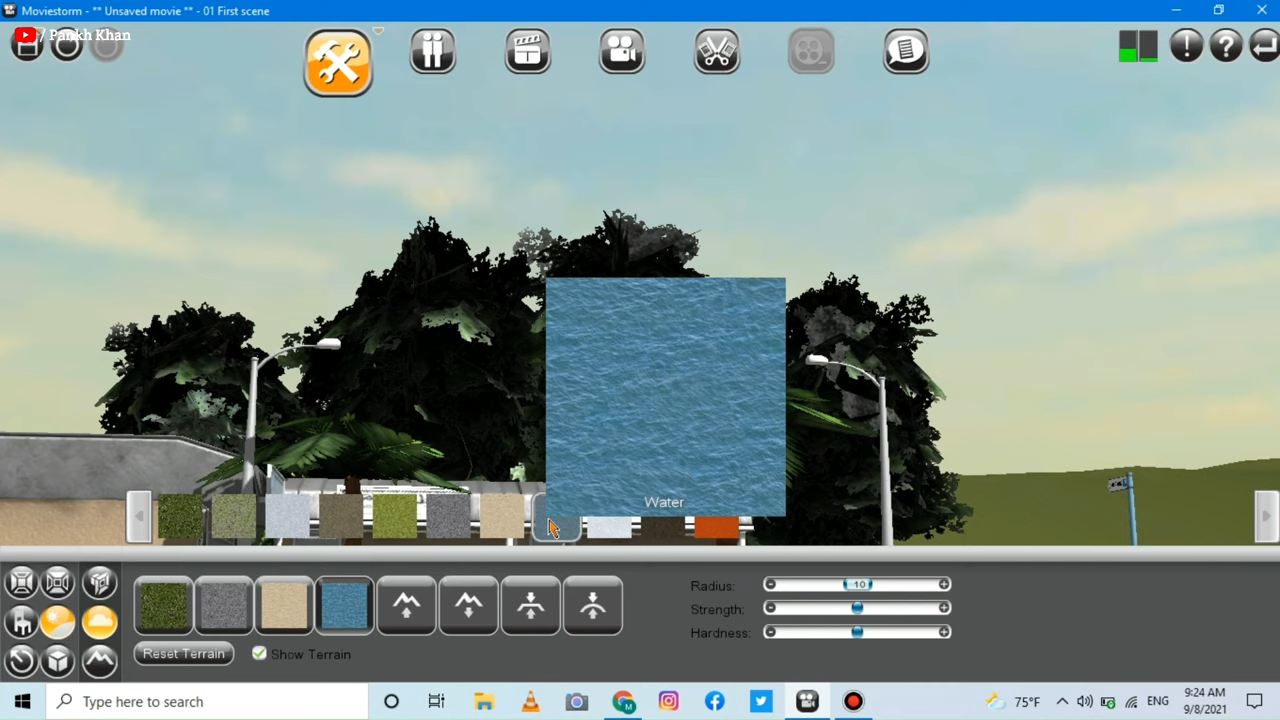 Moviestorm - ** Unsaved movie ** - 01 First scene
/ Pankh Khan
Water
Radius:
10
Strength:
Hardness:
Reset Terrain
Show Terrain
Type here to search
75°F
ENG
9:24 AM
9/8/2021